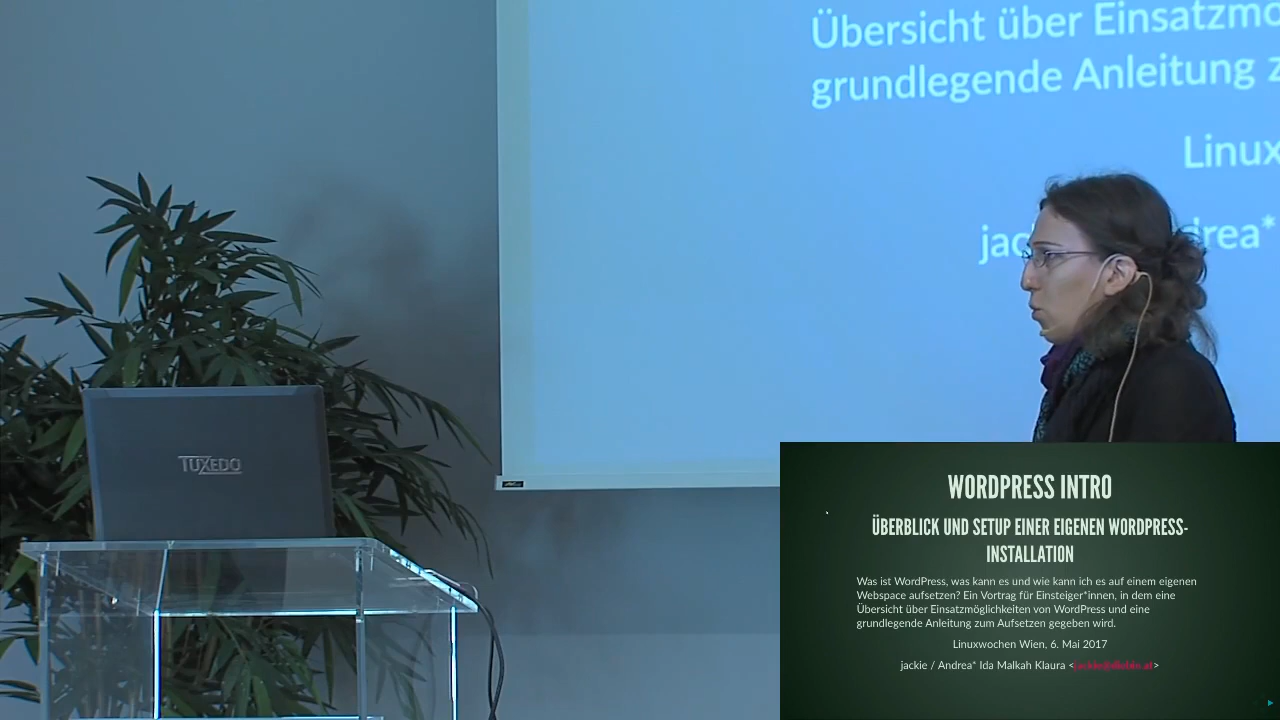 Übersicht über Einsatzmö
grundlegende Anleitung z
Linux
jac
drea*
TUXEDO
WORDPRESS INTRO
ÜBERBLICK UND SETUP EINER EIGENEN WORDPRESS-
INSTALLATION
Was ist WordPress, was kann es und wie kann ich es auf einem eigenen
Webspace aufsetzen? Ein Vortrag für Einsteiger*innen, in dem eine
Übersicht über Einsatzmöglichkeiten von WordPress und eine
grundlegende Anleitung zum Aufsetzen gegeben wird.
Linuxwochen Wien, 6. Mai 2017
jackie / Andrea* Ida Malkah Klaura <
>